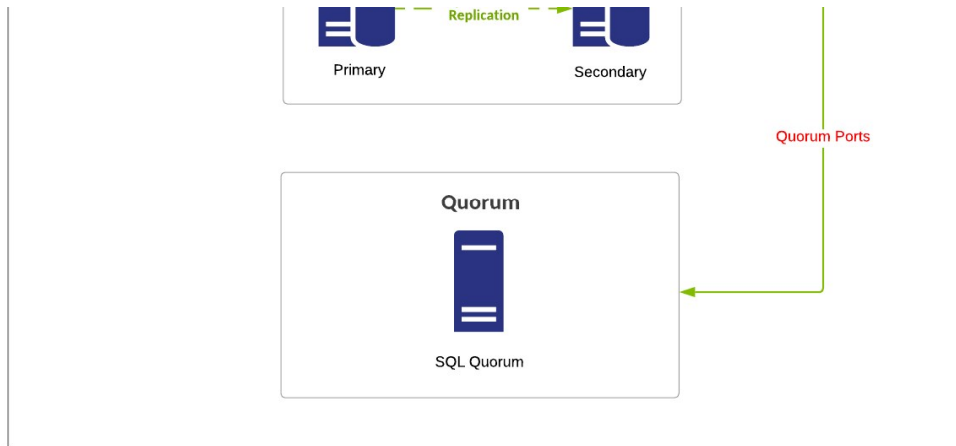 Replication
Primary
Secondary
Quorum Ports
Quorum
SQL Quorum